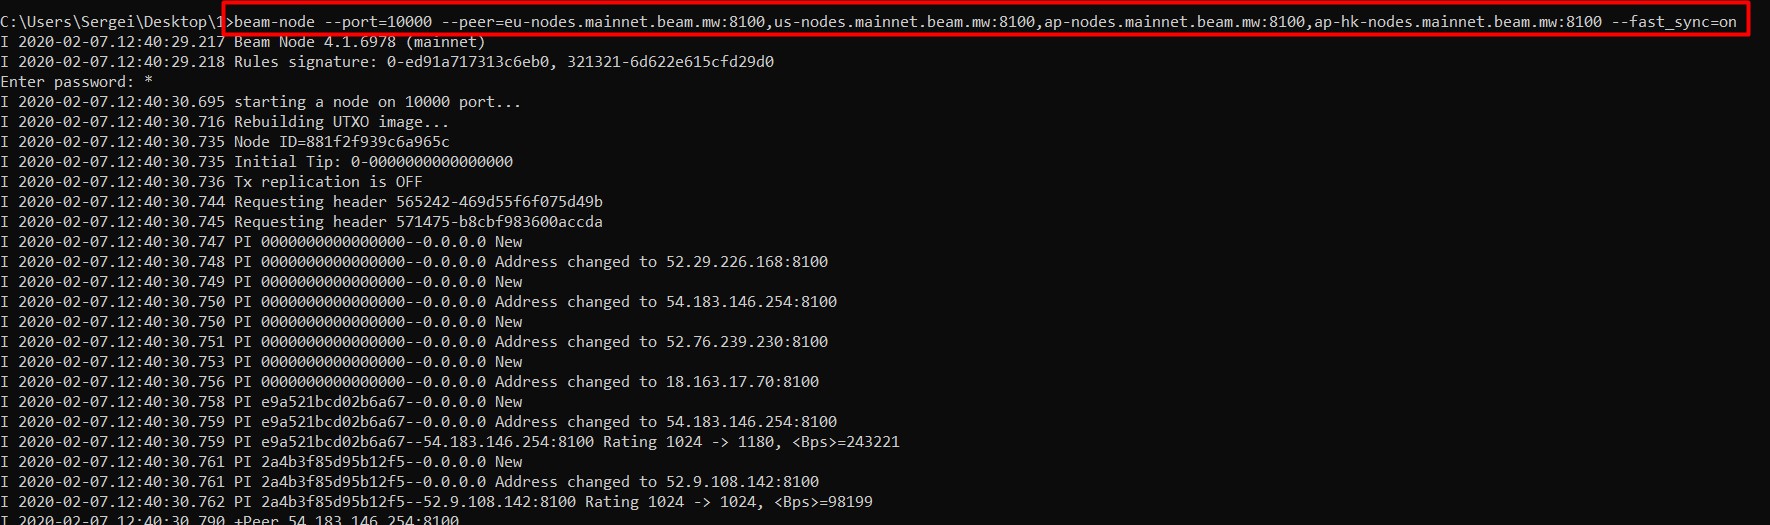 C:\Users\Sergei\Desktop\1>beam-node --port=10000 --peer=eu-nodes.mainnet.beam.mw:8100,us-nodes.mainnet.beam.mw:8100,ap-nodes.mainnet.beam.mw:8100,ap-hk-nodes.mainnet.beam.mw:8100 --fast_sync=on
I 2020-02-07.12:40:29.217 Beam Node 4.1.6978 (mainnet)
I 2020-02-07.12:40:29.218 Rules signature: 0-ed91a717313c6eb0, 321321-6d622e615cfd29d0
Enter password: *
I 2020-02-07.12:40:30.695 starting a node on 10000 port...
I 2020-02-07.12:40:30.716 Rebuilding UTXO image...
I 2020-02-07.12:40:30.735 Node ID=881f2f939c6a965c
I 2020-02-07.12:40:30.735 Initial Tip: 0-0000000000000000
I 2020-02-07.12:40:30.736 Tx replication is OFF
I 2020-02-07.12:40:30.744 Requesting header 565242-469d55f6f075d49b
I 2020-02-07.12:40:30.745 Requesting header 571475-b8cbf983600accda
I 2020-02-07.12:40:30.747 PI 0000000000000000--0.0.0.0 New
I 2020-02-07.12:40:30.748 PI 0000000000000000--0.0.0.0 Address changed to 52.29.226.168:8100
I 2020-02-07.12:40:30.749 PI 0000000000000000--0.0.0.0 New
I 2020-02-07.12:40:30.750 PI 0000000000000000--0.0.0.0 Address changed to 54.183.146.254:8100
I 2020-02-07.12:40:30.750 PI 0000000000000000--0.0.0.0 New
I 2020-02-07.12:40:30.751 PI 0000000000000000--0.0.0.0 Address changed to 52.76.239.230:8100
I 2020-02-07.12:40:30.753 PI 0000000000000000--0.0.0.0 New
I 2020-02-07.12:40:30.756 PI 0000000000000000--0.0.0.0 Address changed to 18.163.17.70:8100
I 2020-02-07.12:40:30.758 PI e9a521bcd02b6a67--0.0.0.0 New
I 2020-02-07.12:40:30.759 PI e9a521bcd02b6a67--0.0.0.0 Address changed to 54.183.146.254:8100
I 2020-02-07.12:40:30.759 PI e9a521bcd02b6a67--54.183.146.254:8100 Rating 1024 -> 1180, <Bps>=243221
I 2020-02-07.12:40:30.761 PI 2a4b3f85d95b12f5--0.0.0.0 New
I 2020-02-07.12:40:30.761 PI 2a4b3f85d95b12f5--0.0.0.0 Address changed to 52.9.108.142:8100
I 2020-02-07.12:40:30.762 PI 2a4b3f85d95b12f5--52.9.108.142:8100 Rating 1024 -> 1024, <Bps>=98199
I 2020-02-07.12:40:30.790 +Peer 54.183.146.254:8100